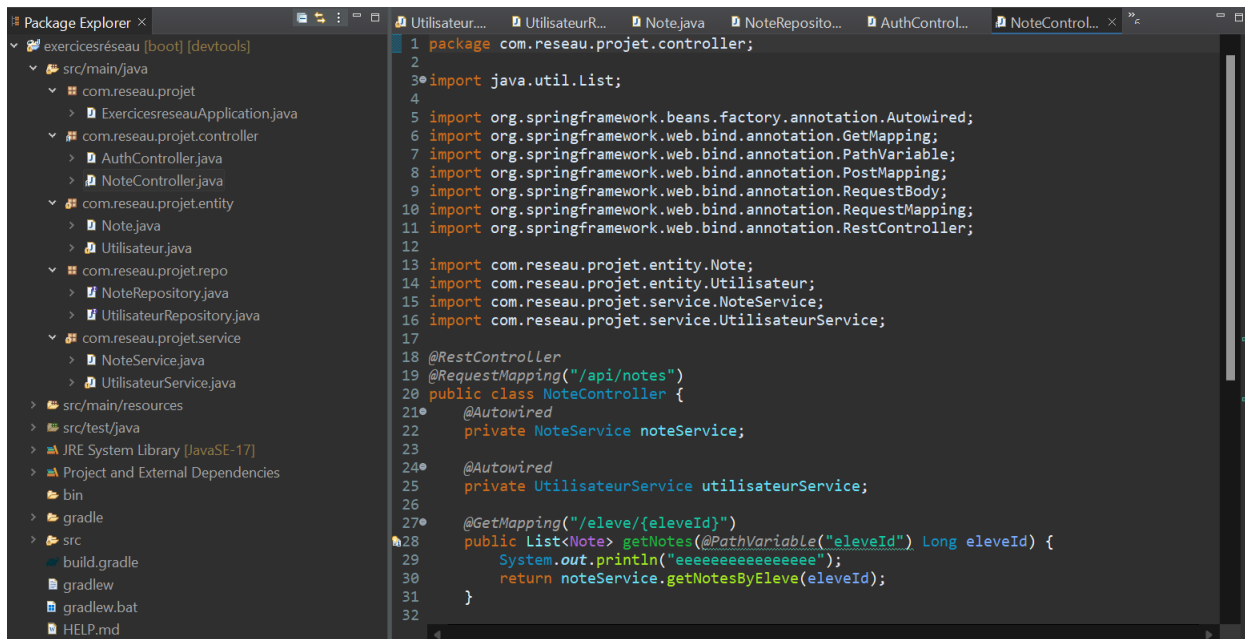 Package Explorer ×
exercicesréseau [boot] [devtools]
src/main/java
com.reseau.projet
ExercicesreseauApplication.java
com.reseau.projet.controller
AuthController.java
NoteController.java
com.reseau.projet.entity
Note.java
Utilisateur.java
com.reseau.projet.repo
NoteRepository.java
UtilisateurRepository.java
com.reseau.projet.service
NoteService.java
UtilisateurService.java
src/main/resources
src/test/java
JRE System Library [JavaSE-17]
Project and External Dependencies
bin
gradle
src
build.gradle
gradlew
gradlew.bat
HELP.md
Utilisateur.... UtilisateurR... Note.java NoteReposito... AuthControl... NoteControl... ×
1 package com.reseau.projet.controller;
2
3 import java.util.List;
4
5 import org.springframework.beans.factory.annotation.Autowired;
6 import org.springframework.web.bind.annotation.GetMapping;
7 import org.springframework.web.bind.annotation.PathVariable;
8 import org.springframework.web.bind.annotation.PostMapping;
9 import org.springframework.web.bind.annotation.RequestBody;
10 import org.springframework.web.bind.annotation.RequestMapping;
11 import org.springframework.web.bind.annotation.RestController;
12
13 import com.reseau.projet.entity.Note;
14 import com.reseau.projet.entity.Utilisateur;
15 import com.reseau.projet.service.NoteService;
16 import com.reseau.projet.service.UtilisateurService;
17
18 @RestController
19 @RequestMapping("/api/notes")
20 public class NoteController {
21 @Autowired
22 private NoteService noteService;
23
24 @Autowired
25 private UtilisateurService utilisateurService;
26
27 @GetMapping("/eleve/{eleveId}")
28 public List<Note> getNotes(@PathVariable("eleveId") Long eleveId) {
29 System.out.println("eeeeeeeeeeeeeeee");
30 return noteService.getNotesByEleve(eleveId);
31 }
32